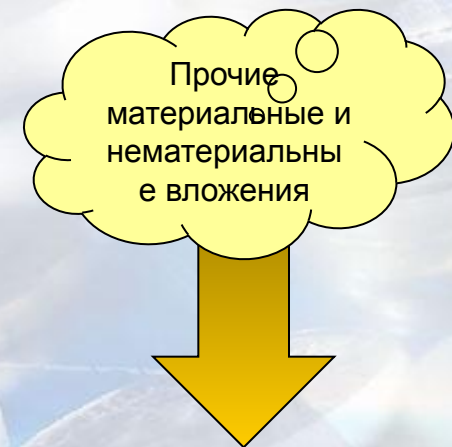 Прочие
материальные и
нематериальны
е вложения